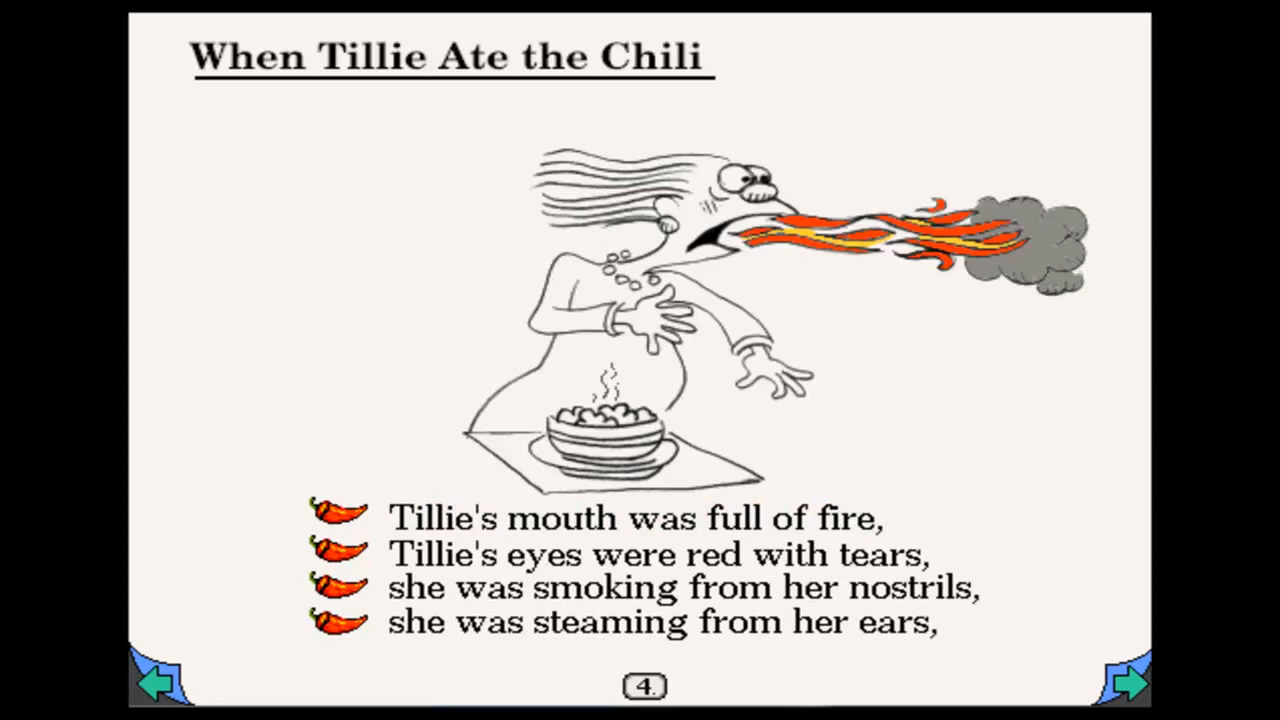 When Tillie Ate the Chili
Tillie's mouth was full of fire,
Tillie's eyes were red with tears,
she was smoking from her nostrils,
she was steaming from her ears,
4.